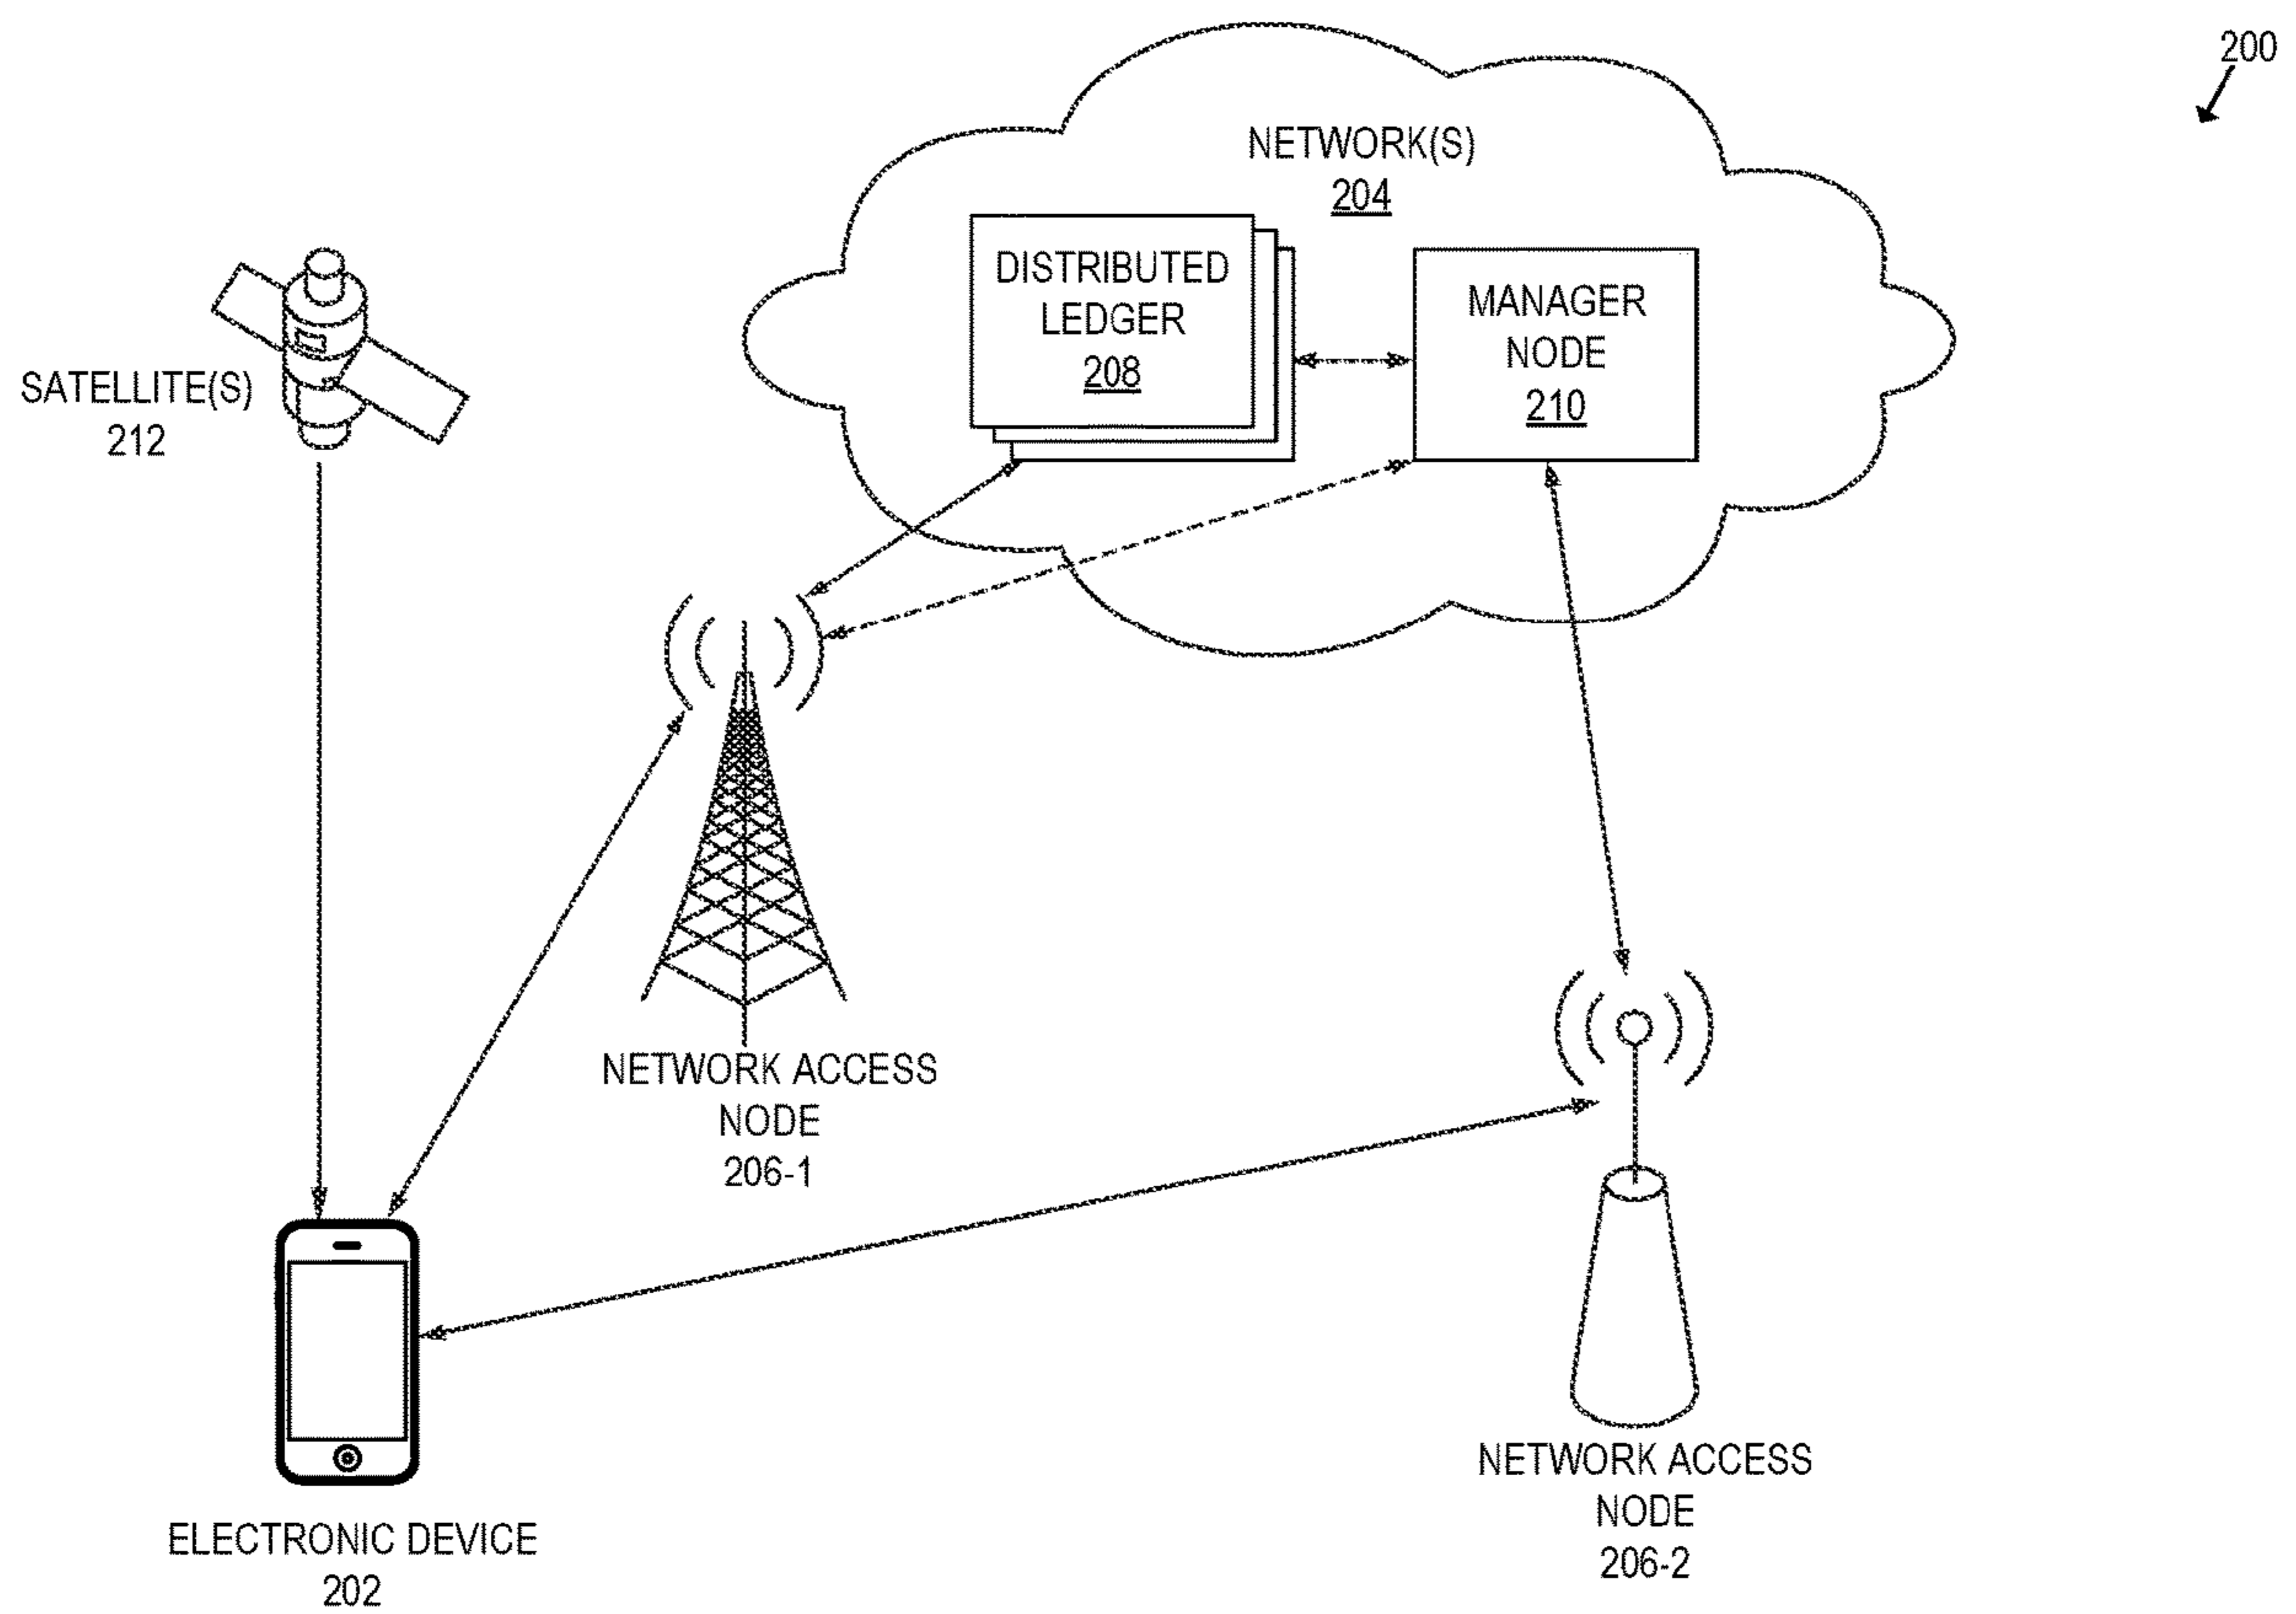 200
NETWORK(S)
204
DISTRIBUTED
LEDGER
208
MANAGER
NODE
210
SATELLITE(S)
212
NETWORK ACCESS
NODE
206-1
NETWORK ACCESS
NODE
206-2
ELECTRONIC DEVICE
202